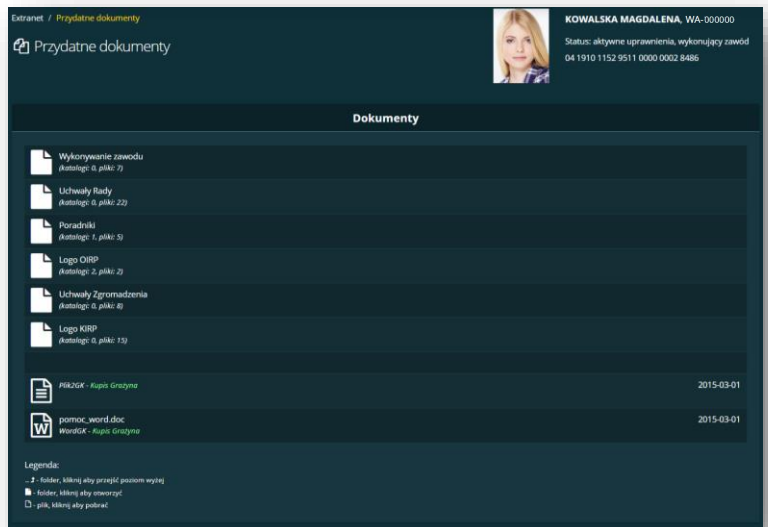 Extranet / Przydatne dokumenty
Przydatne dokumenty
KOWALSKA MAGDALENA, WA-000000
Status: aktywne uprawnienia, wykonujący zawód
04 1910 1152 9511 0000 0002 8486
Dokumenty
Wykonywanie zawodu
(katalogi: 0, pliki: 7)
Uchwały Rady
(katalogi: 0, pliki: 22)
Poradniki
(katalogi: 1, pliki: 5)
Logo OIRP
(katalogi: 2, pliki: 2)
Uchwały Zgromadzenia
(katalogi: 0, pliki: 8)
Logo KIRP
(katalogi: 0, pliki: 15)
Plik2GK - Kupis Grażyna 2015-03-01
pomoc_word.doc 2015-03-01
WordGK - Kupis Grażyna
Legenda:
- folder, kliknij aby przejść poziom wyżej
- folder, kliknij aby otworzyć
- plik, kliknij aby pobrać